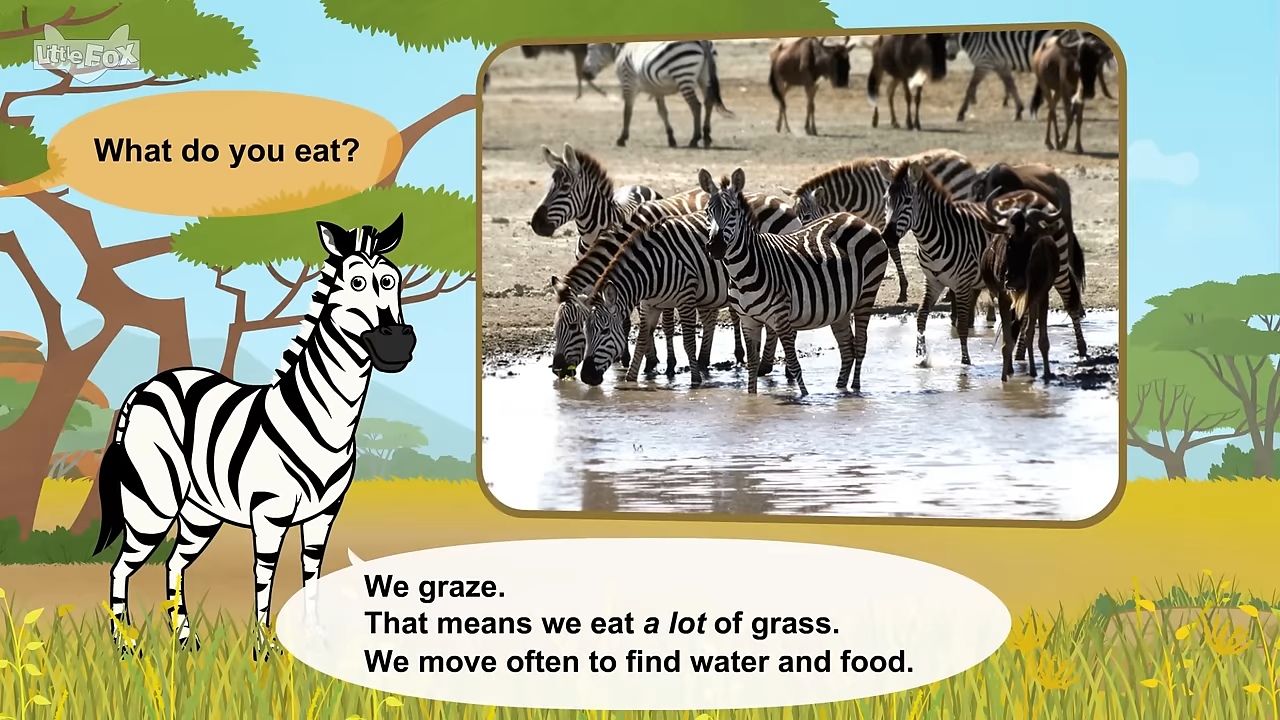 Little Fox
What do you eat?
We graze.
That means we eat a lot of grass.
We move often to find water and food.